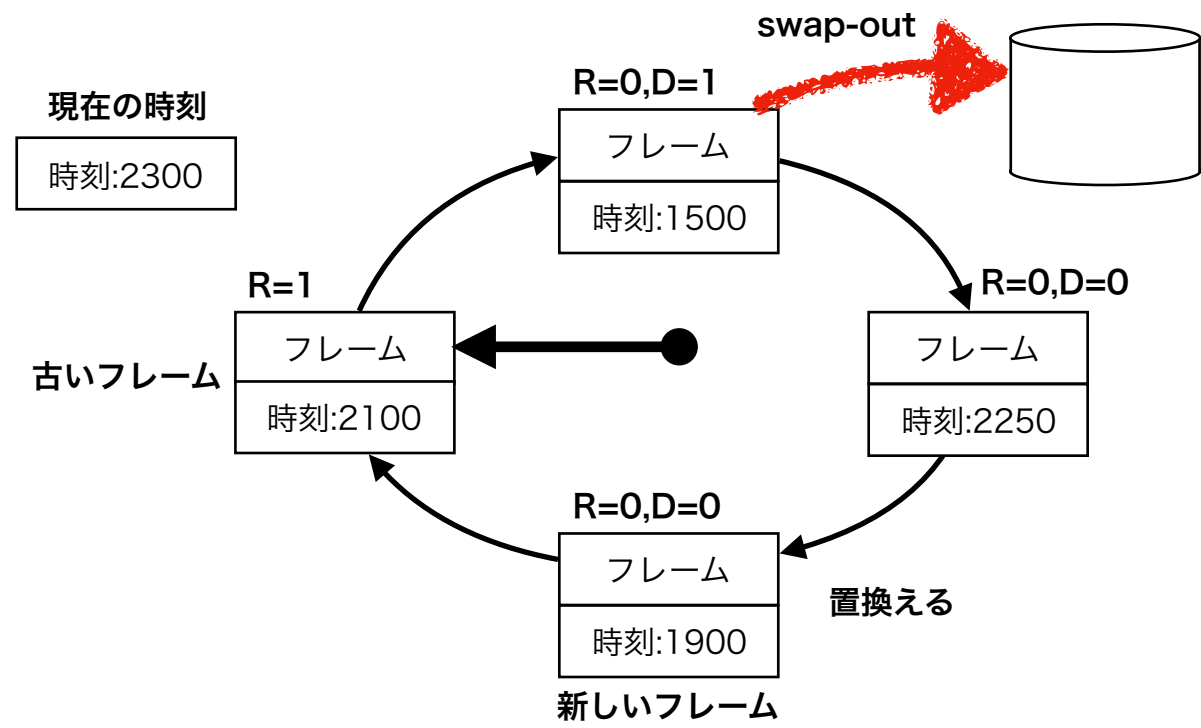 swap-out
R=0,D=1
現在の時刻
フレーム
時刻:2300
時刻:1500
R=1
R=0,D=0
フレーム
フレーム
古いフレーム
時刻:2100
時刻:2250
R=0,D=0
フレーム
置換える
時刻:1900
新しいフレーム